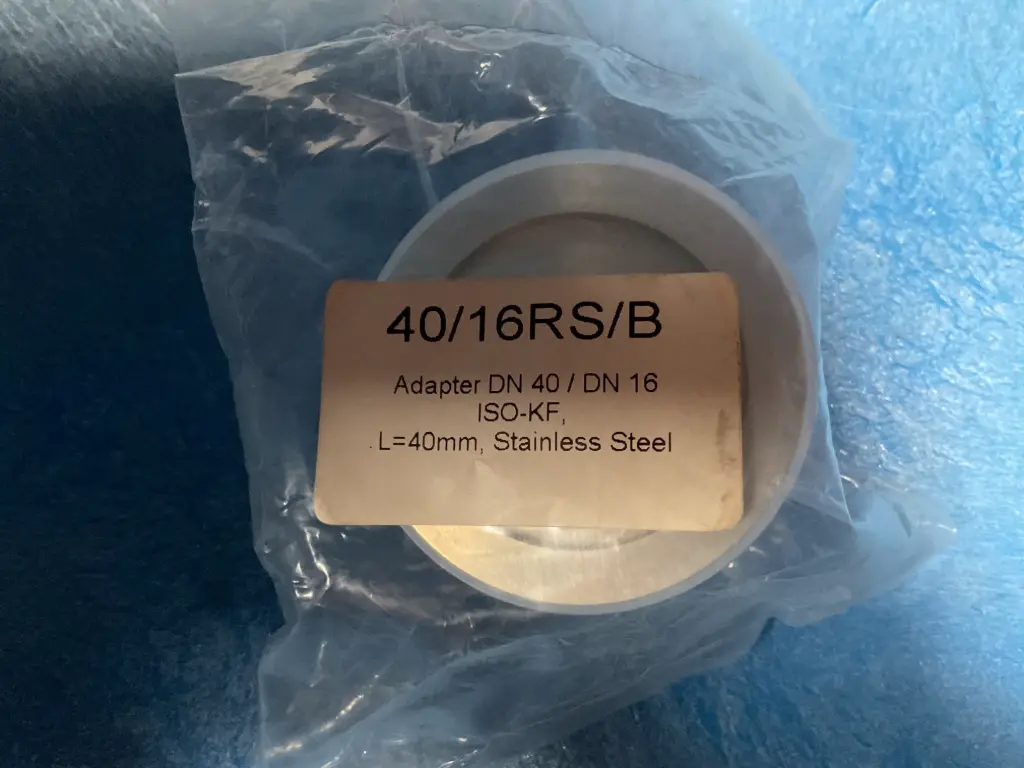 40/16RS/B
Adapter DN 40 / DN 16
ISO-KF,
L=40mm, Stainless Steel